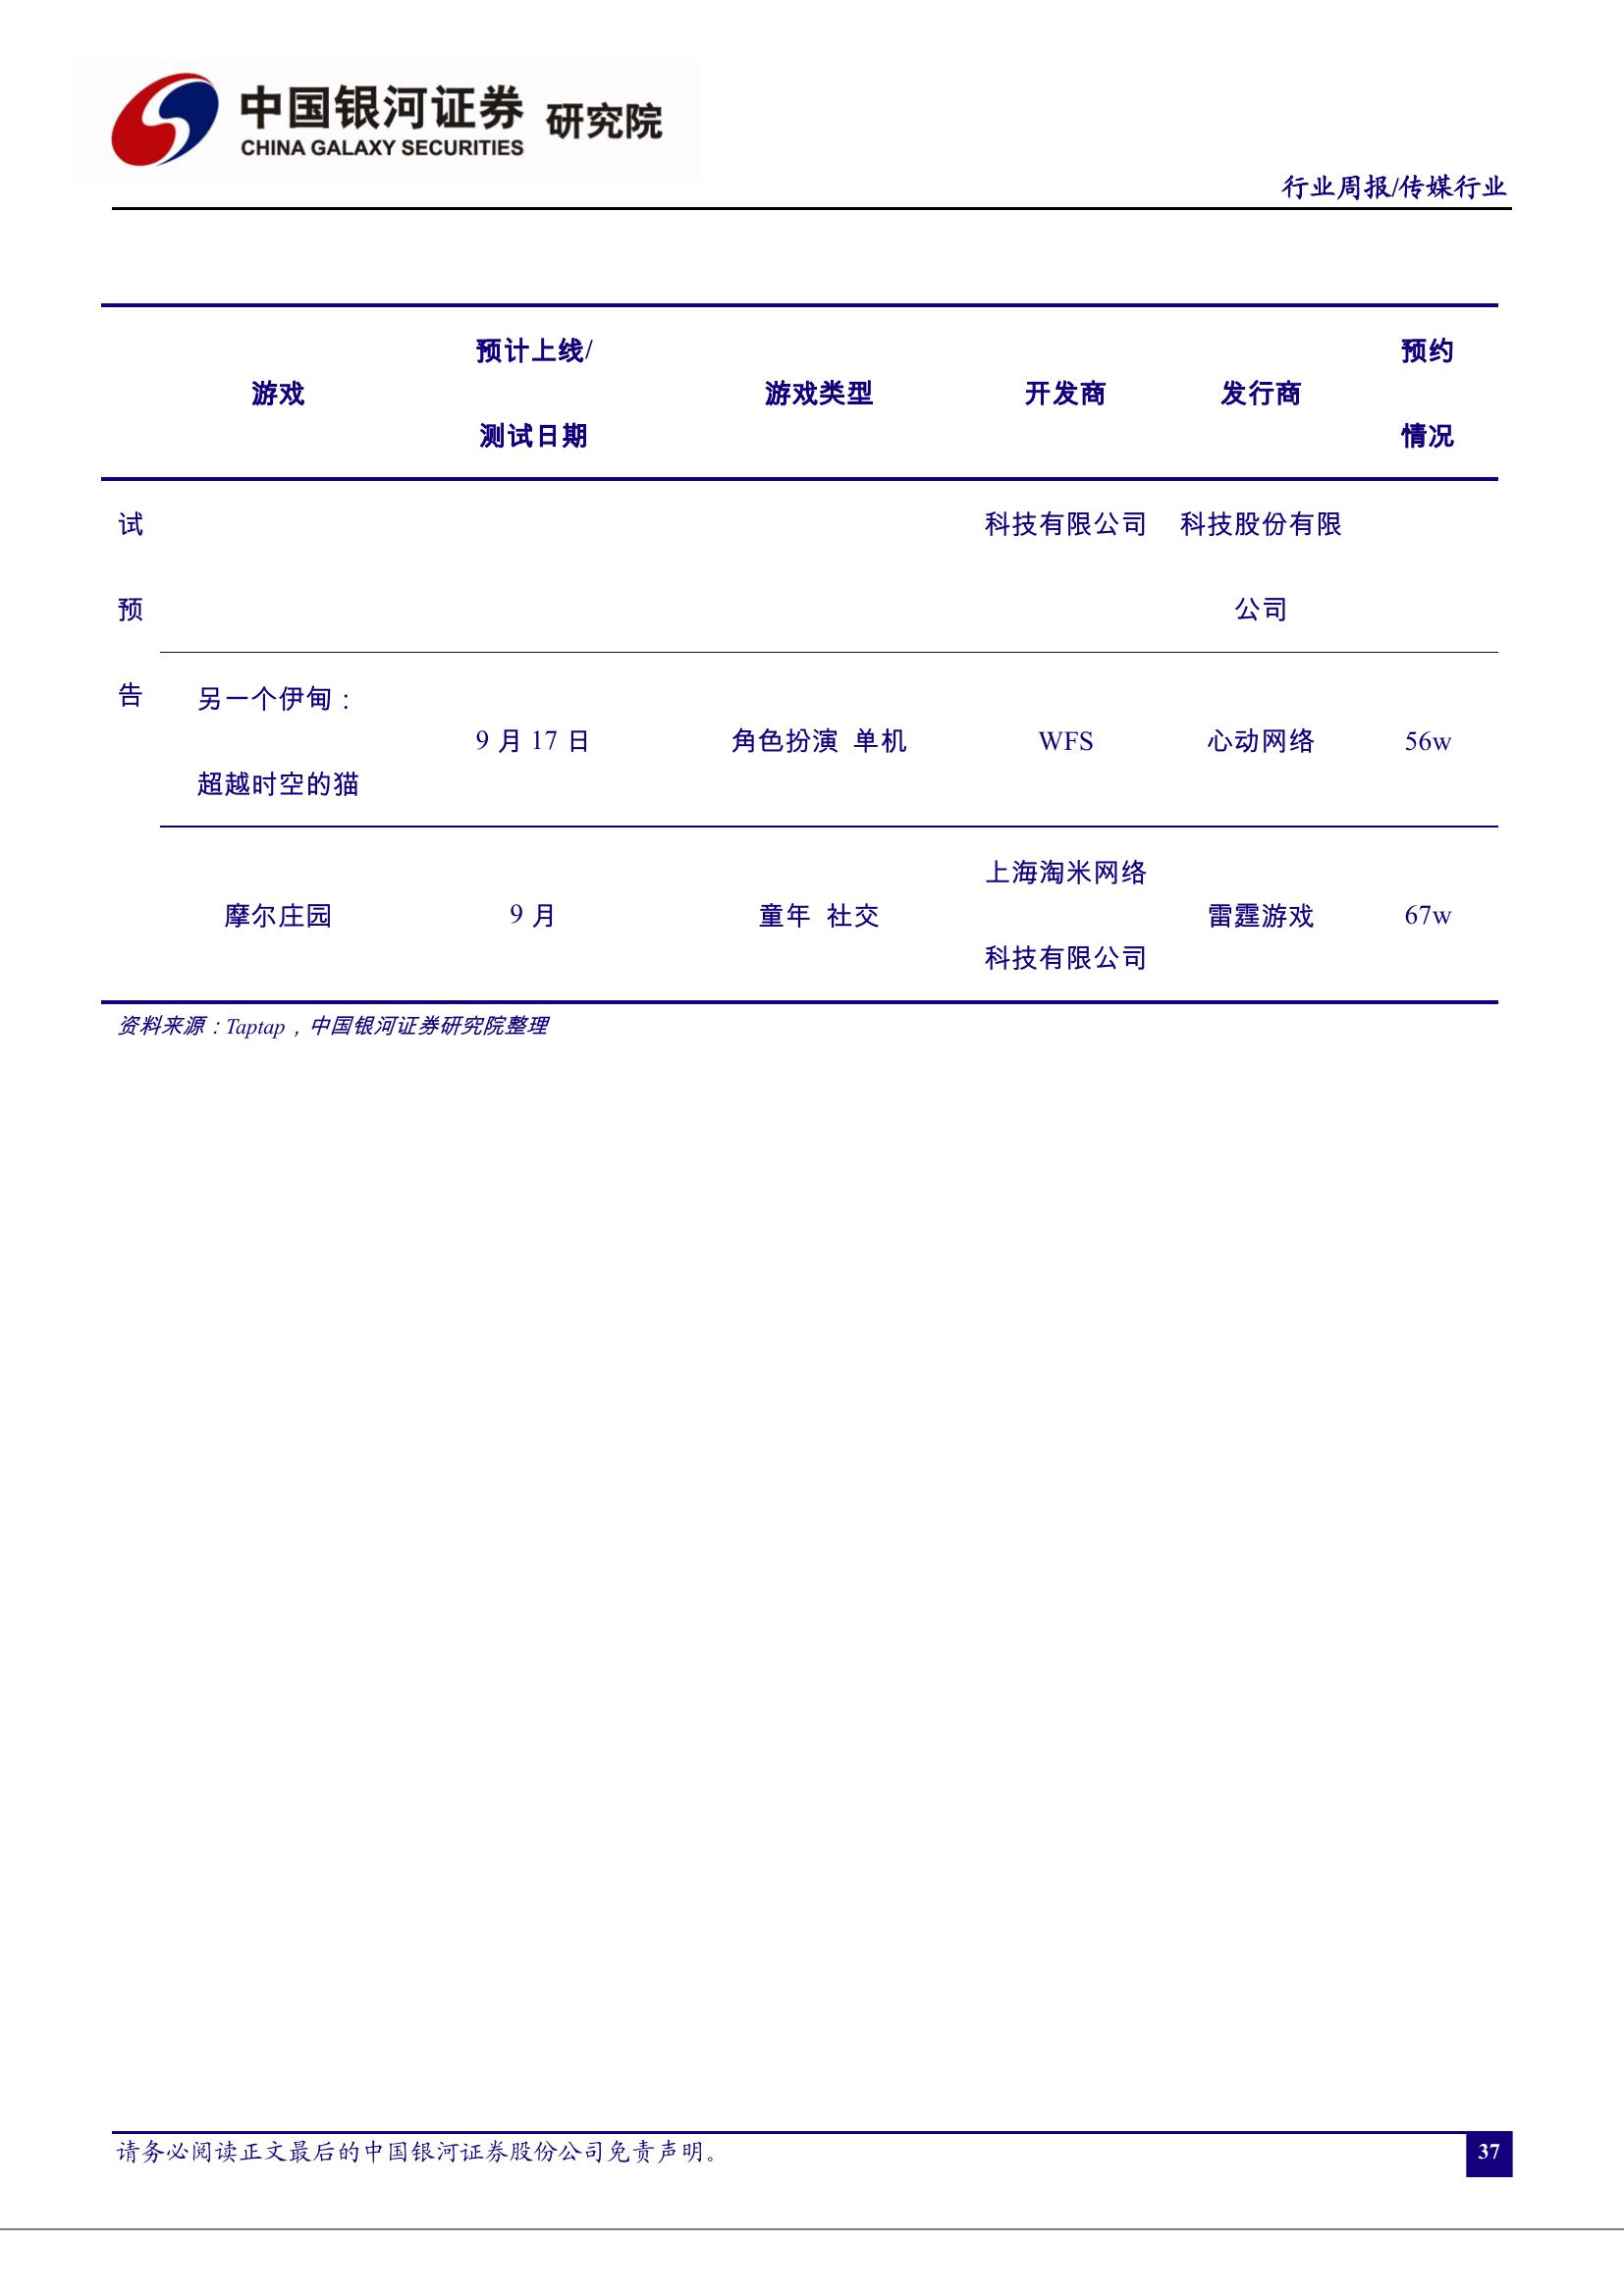 中国银河证券 研究院
CHINA GALAXY SECURITIES
行业周报/传媒行业
游戏 预计上线/ 测试日期 游戏类型 开发商 发行商 预约 情况
试 科技有限公司 科技股份有限
预 公司
告 另一个伊甸：
9 月 17 日 角色扮演 单机 WFS 心动网络 56w
超越时空的猫
上海淘米网络
摩尔庄园 9 月 童年 社交 雷霆游戏 67w
科技有限公司
资料来源：Taptap，中国银河证券研究院整理
请务必阅读正文最后的中国银河证券股份公司免责声明。
37